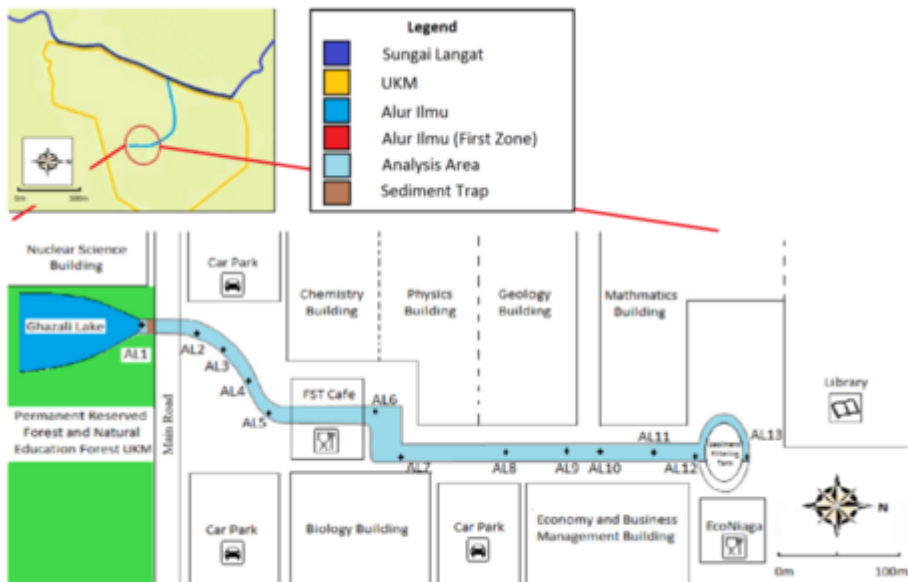 Legend
Sungai Langat
UKM
Alur Ilmu
Alur Ilmu (First Zone)
Analysis Area
Sediment Trap
N
0m
300m
Nuclear Science
Building
Car Park
Chemistry
Building
Physics
Building
Geology
Building
Mathmatics
Building
Ghazali Lake
AL1
AL2
AL3
AL4
AL5
FST Cafe
AL6
AL7
AL8
AL9
AL10
AL11
AL12
AL13
Sediment
Filtering
Tank
Library
Permanent Reserved
Forest and Natural
Education Forest UKM
Main Road
Car Park
Biology Building
Car Park
Economy and Business
Management Building
EcoNiaga
N
0m
100m